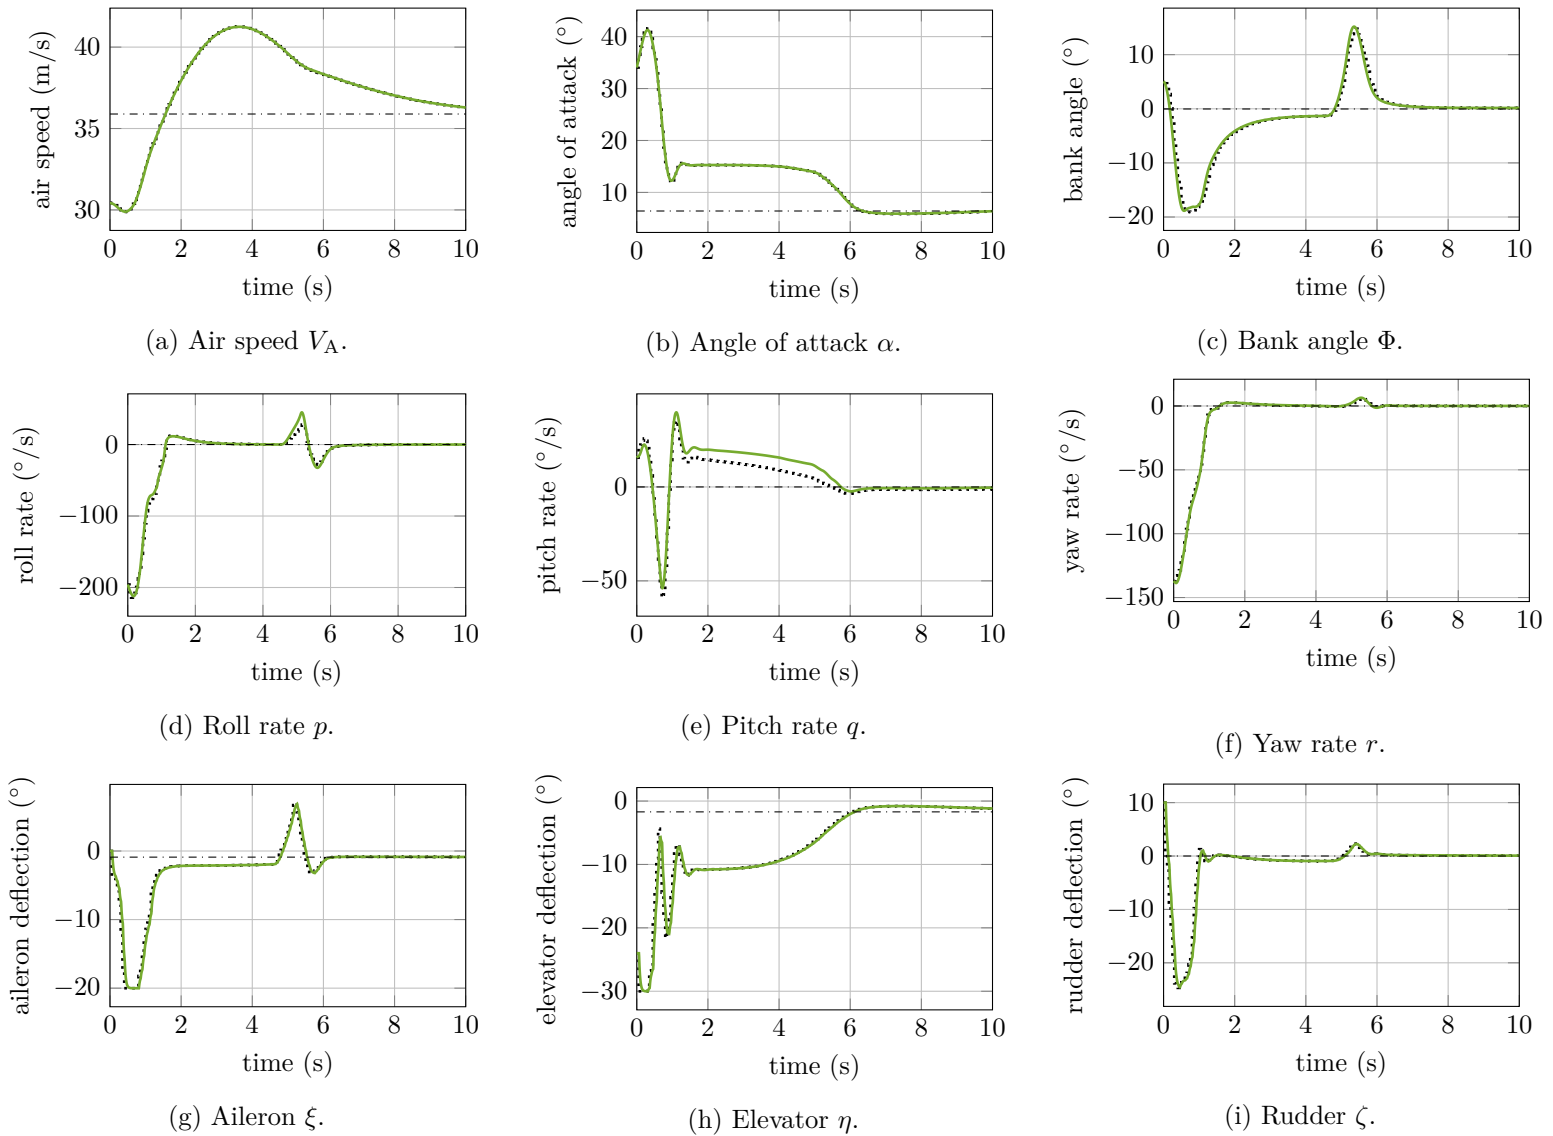 air speed (m/s)
40
35
30
0 2 4 6 8 10
time (s)
(a) Air speed V_A.
angle of attack (°)
40
30
20
10
0 2 4 6 8 10
time (s)
(b) Angle of attack α.
bank angle (°)
10
0
−10
−20
0 2 4 6 8 10
time (s)
(c) Bank angle Φ.
roll rate (°/s)
0
−100
−200
0 2 4 6 8 10
time (s)
(d) Roll rate p.
pitch rate (°/s)
0
−50
0 2 4 6 8 10
time (s)
(e) Pitch rate q.
yaw rate (°/s)
0
−50
−100
−150
0 2 4 6 8 10
time (s)
(f) Yaw rate r.
aileron deflection (°)
0
−10
−20
0 2 4 6 8 10
time (s)
(g) Aileron ξ.
elevator deflection (°)
0
−10
−20
−30
0 2 4 6 8 10
time (s)
(h) Elevator η.
rudder deflection (°)
10
0
−10
−20
0 2 4 6 8 10
time (s)
(i) Rudder ζ.